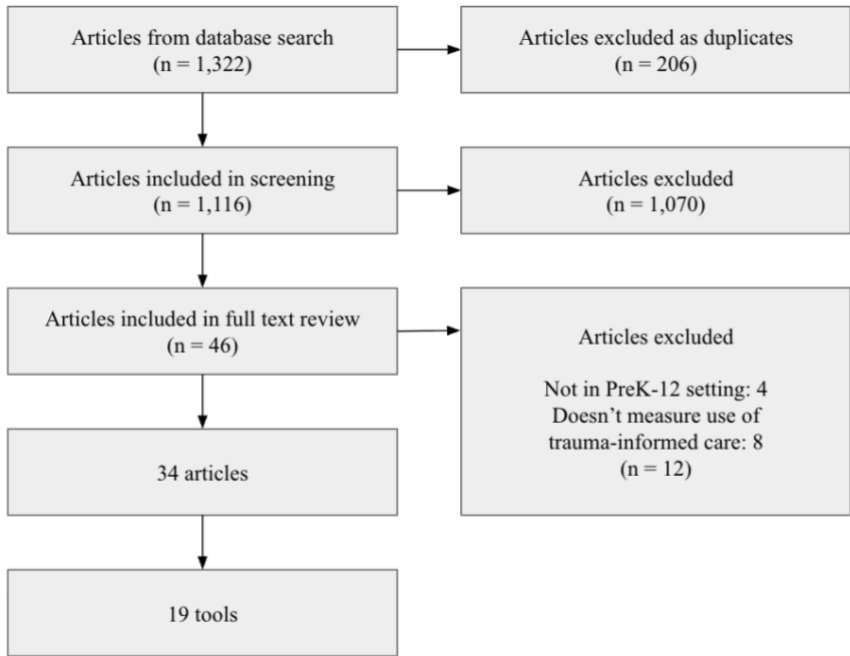 Articles from database search
(n = 1,322)
Articles excluded as duplicates
(n = 206)
Articles included in screening
(n = 1,116)
Articles excluded
(n = 1,070)
Articles included in full text review
(n = 46)
Articles excluded
Not in PreK-12 setting: 4
Doesn’t measure use of
trauma-informed care: 8
(n = 12)
34 articles
19 tools